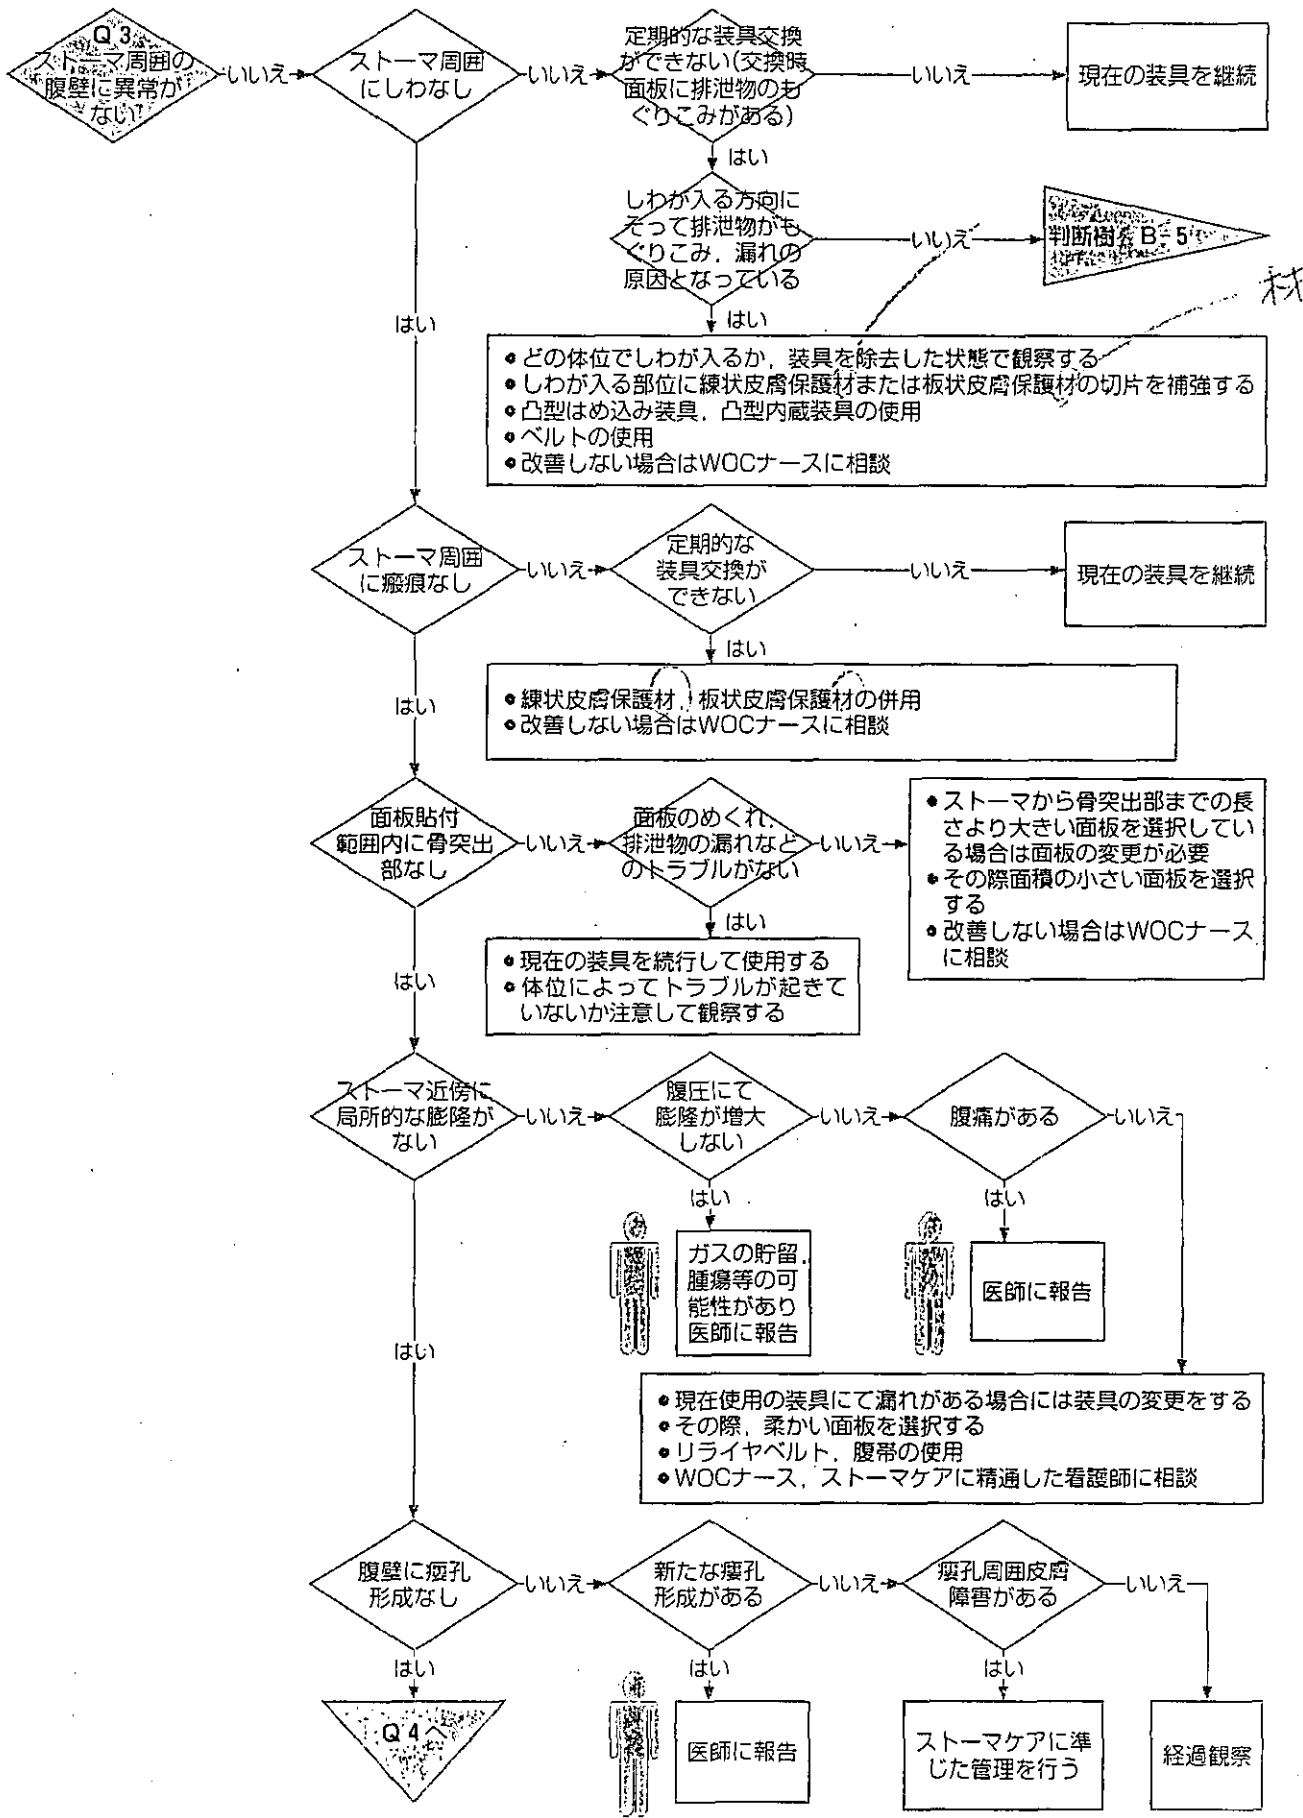 Q 3
ストーマ周囲の
腹壁に異常が
ない?
いいえ
ストーマ周囲
にしわなし
いいえ
定期的な装具交換
ができない(交換時
面板に排泄物のも
ぐりこみがある)
いいえ
現在の装具を継続
はい
しわが入る方向に
そって排泄物がも
ぐりこみ,漏れの
原因となっている
いいえ
判断樹 B-5
材
はい
はい
●どの体位でしわが入るか,装具を除去した状態で観察する
●しわが入る部位に練状皮膚保護材または板状皮膚保護材の切片を補強する
●凸型はめ込み装具,凸型内蔵装具の使用
●ベルトの使用
●改善しない場合はWOCナースに相談
ストーマ周囲
に瘢痕なし
いいえ
定期的な
装具交換が
できない
いいえ
現在の装具を継続
はい
はい
●練状皮膚保護材,板状皮膚保護材の併用
●改善しない場合はWOCナースに相談
面板貼付
範囲内に骨突出
部なし
いいえ
面板のめくれ,
排泄物の漏れなど
のトラブルがない
いいえ
●ストーマから骨突出部までの長
さより大きい面板を選択してい
る場合は面板の変更が必要
●その際面積の小さい面板を選択
する
●改善しない場合はWOCナース
に相談
はい
はい
●現在の装具を続行して使用する
●体位によってトラブルが起きて
いないか注意して観察する
ストーマ近傍に
局所的な膨隆が
ない
いいえ
腹圧にて
膨隆が増大
しない
いいえ
腹痛がある
いいえ
はい
はい
ガスの貯留,
腫瘍等の可
能性があり
医師に報告
医師に報告
はい
●現在使用の装具にて漏れがある場合には装具の変更をする
●その際,柔かい面板を選択する
●リライヤベルト,腹帯の使用
●WOCナース,ストーマケアに精通した看護師に相談
腹壁に瘻孔
形成なし
いいえ
新たな瘻孔
形成がある
いいえ
瘻孔周囲皮膚
障害がある
いいえ
はい
はい
はい
Q 4 へ
医師に報告
ストーマケアに準
じた管理を行う
経過観察